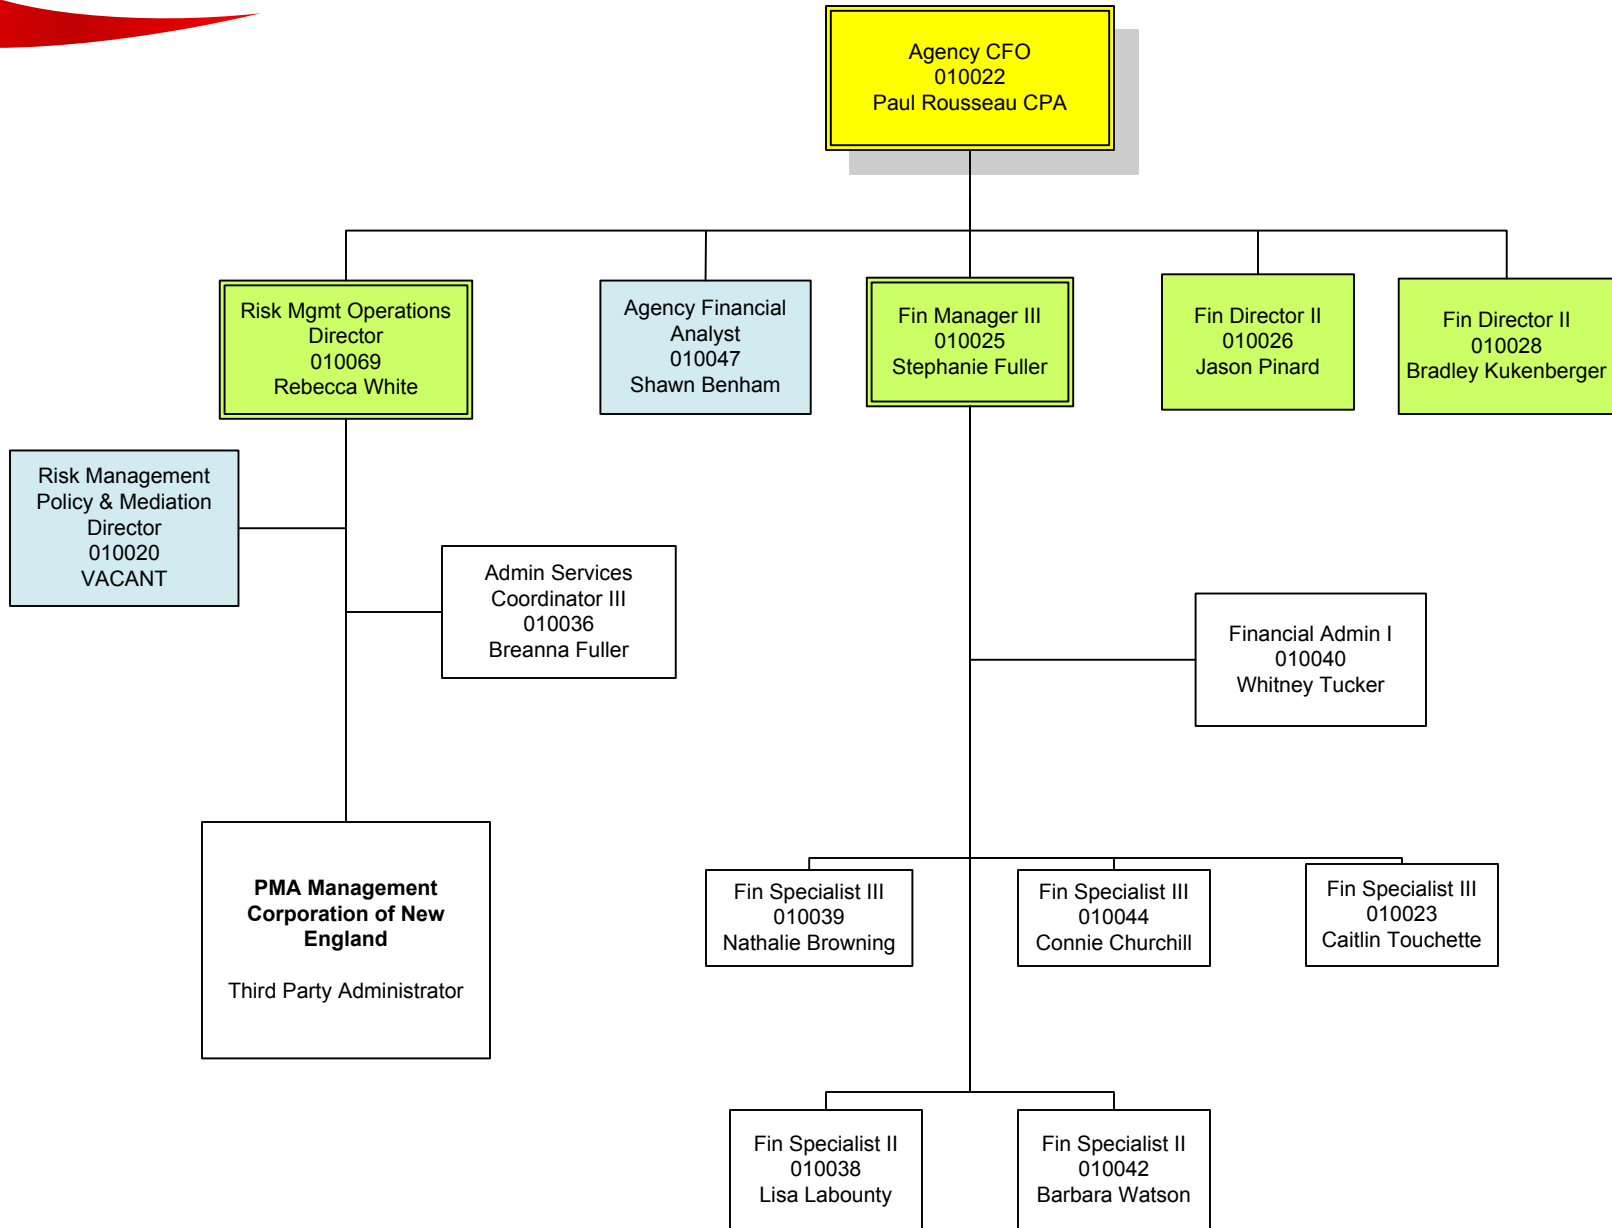 Agency CFO
010022
Paul Rousseau CPA
Risk Mgmt Operations
Director
010069
Rebecca White
Agency Financial
Analyst
010047
Shawn Benham
Fin Manager III
010025
Stephanie Fuller
Fin Director II
010026
Jason Pinard
Fin Director II
010028
Bradley Kukenberger
Risk Management
Policy & Mediation
Director
010020
VACANT
Admin Services
Coordinator III
010036
Breanna Fuller
Financial Admin I
010040
Whitney Tucker
PMA Management
Corporation of New
England
Third Party Administrator
Fin Specialist III
010039
Nathalie Browning
Fin Specialist III
010044
Connie Churchill
Fin Specialist III
010023
Caitlin Touchette
Fin Specialist II
010038
Lisa Labounty
Fin Specialist II
010042
Barbara Watson